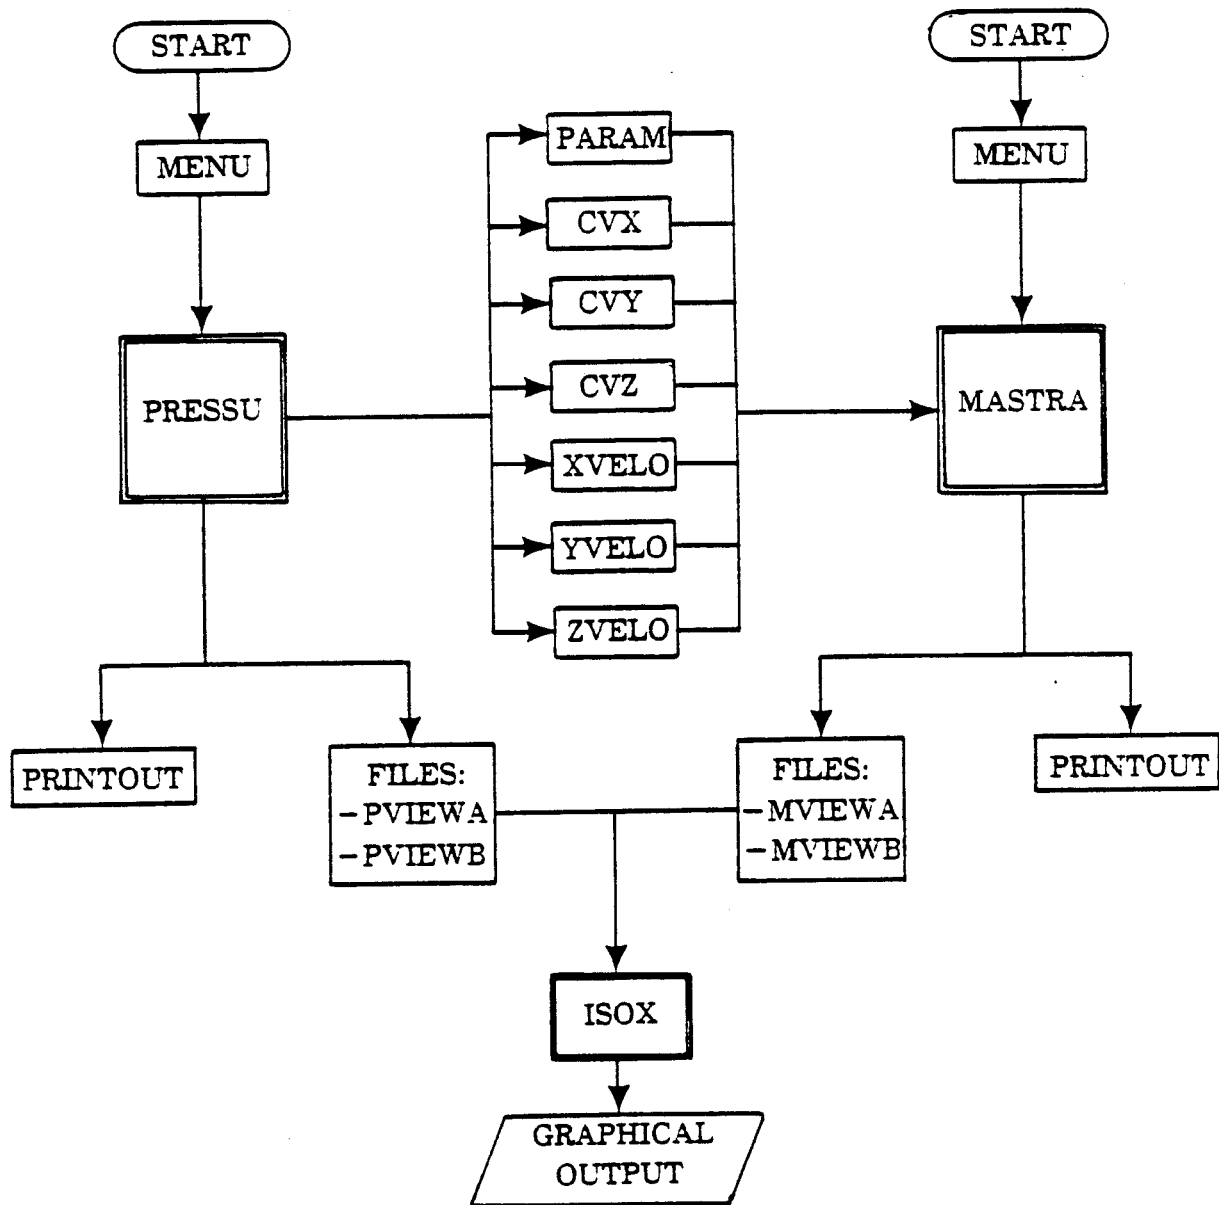 START
START
MENU
MENU
PARAM
CVX
CVY
CVZ
XVELO
YVELO
ZVELO
PRESSU
MASTRA
PRINTOUT
FILES:
–PVIEWA
–PVIEWB
FILES:
–MVIEWA
–MVIEWB
PRINTOUT
ISOX
GRAPHICAL
OUTPUT